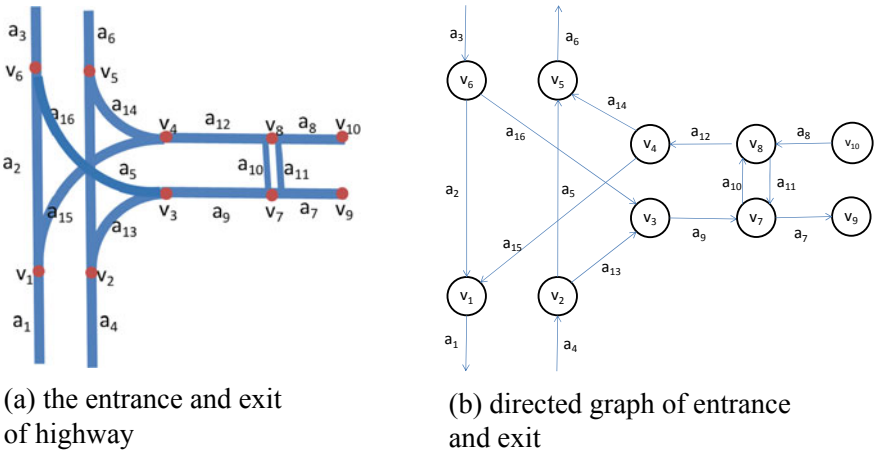 a3
a6
v6
v5
a16
a14
v4
a12
v8
a8
v10
a2
a5
a10
a11
a15
a13
v3
a9
v7
a7
v9
v1
v2
a1
a4
(a) the entrance and exit
of highway
a3
a6
v6
v5
a14
a16
v4
a12
v8
a8
v10
a2
a5
a10
a11
v3
a9
v7
a7
v9
a15
a13
v1
v2
a1
a4
(b) directed graph of entrance
and exit